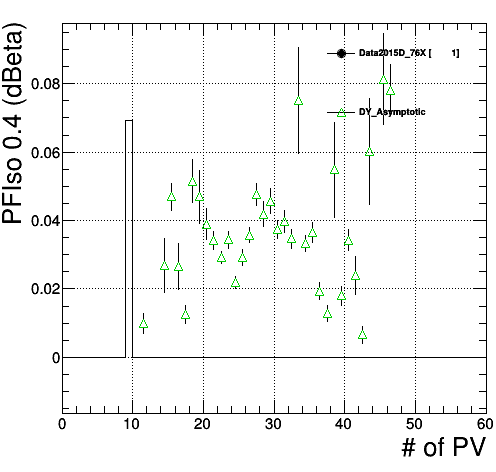 PFIso 0.4 (dBeta)
0.08
0.06
0.04
0.02
0
Data2015D_76X [ 1]
DY_Asymptotic
0 10 20 30 40 50 60
# of PV